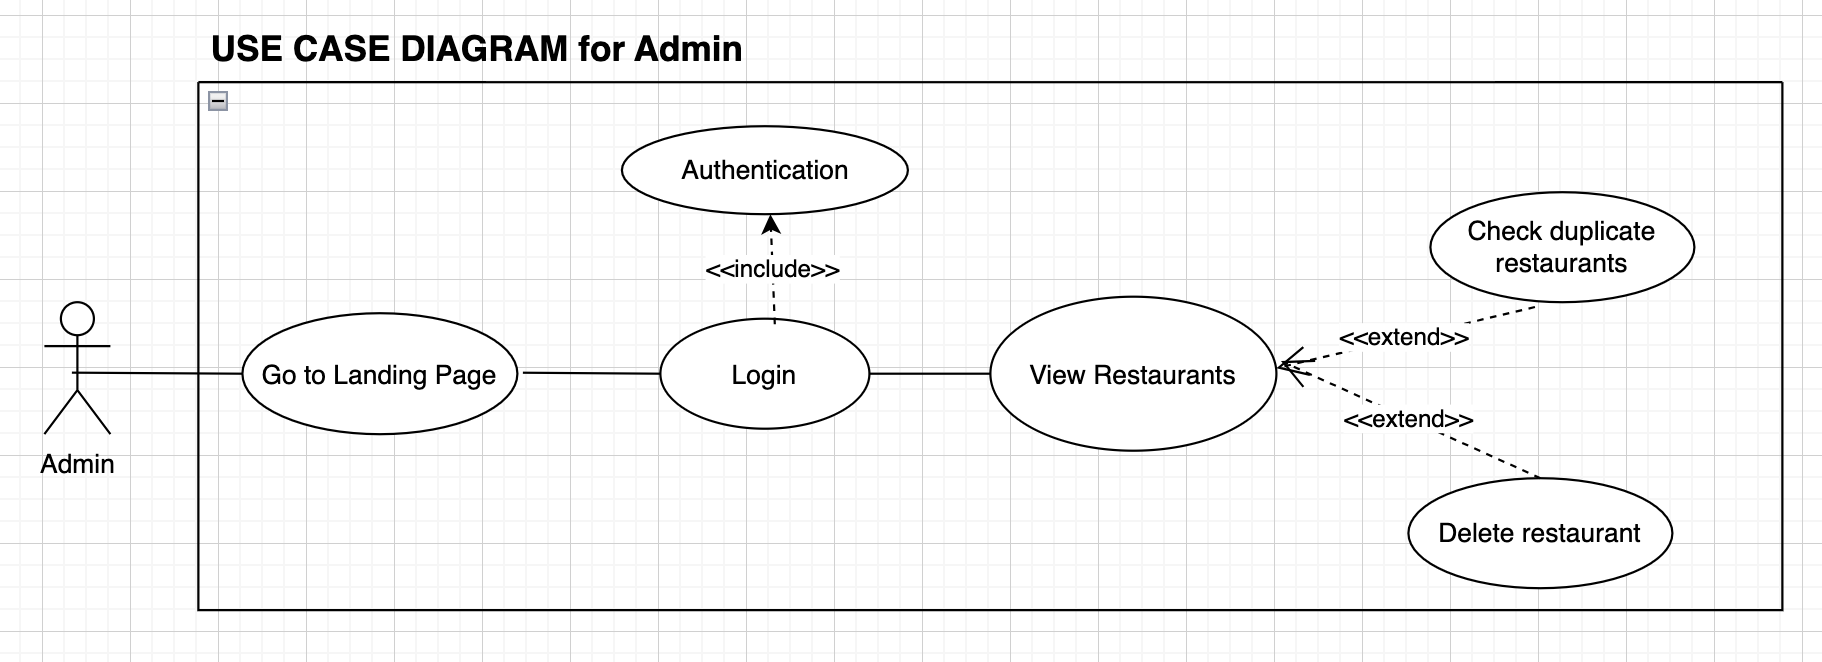 USE CASE DIAGRAM for Admin
Authentication
<<include>>
Check duplicate
restaurants
<<extend>>
Go to Landing Page
Login
View Restaurants
<<extend>>
Admin
Delete restaurant